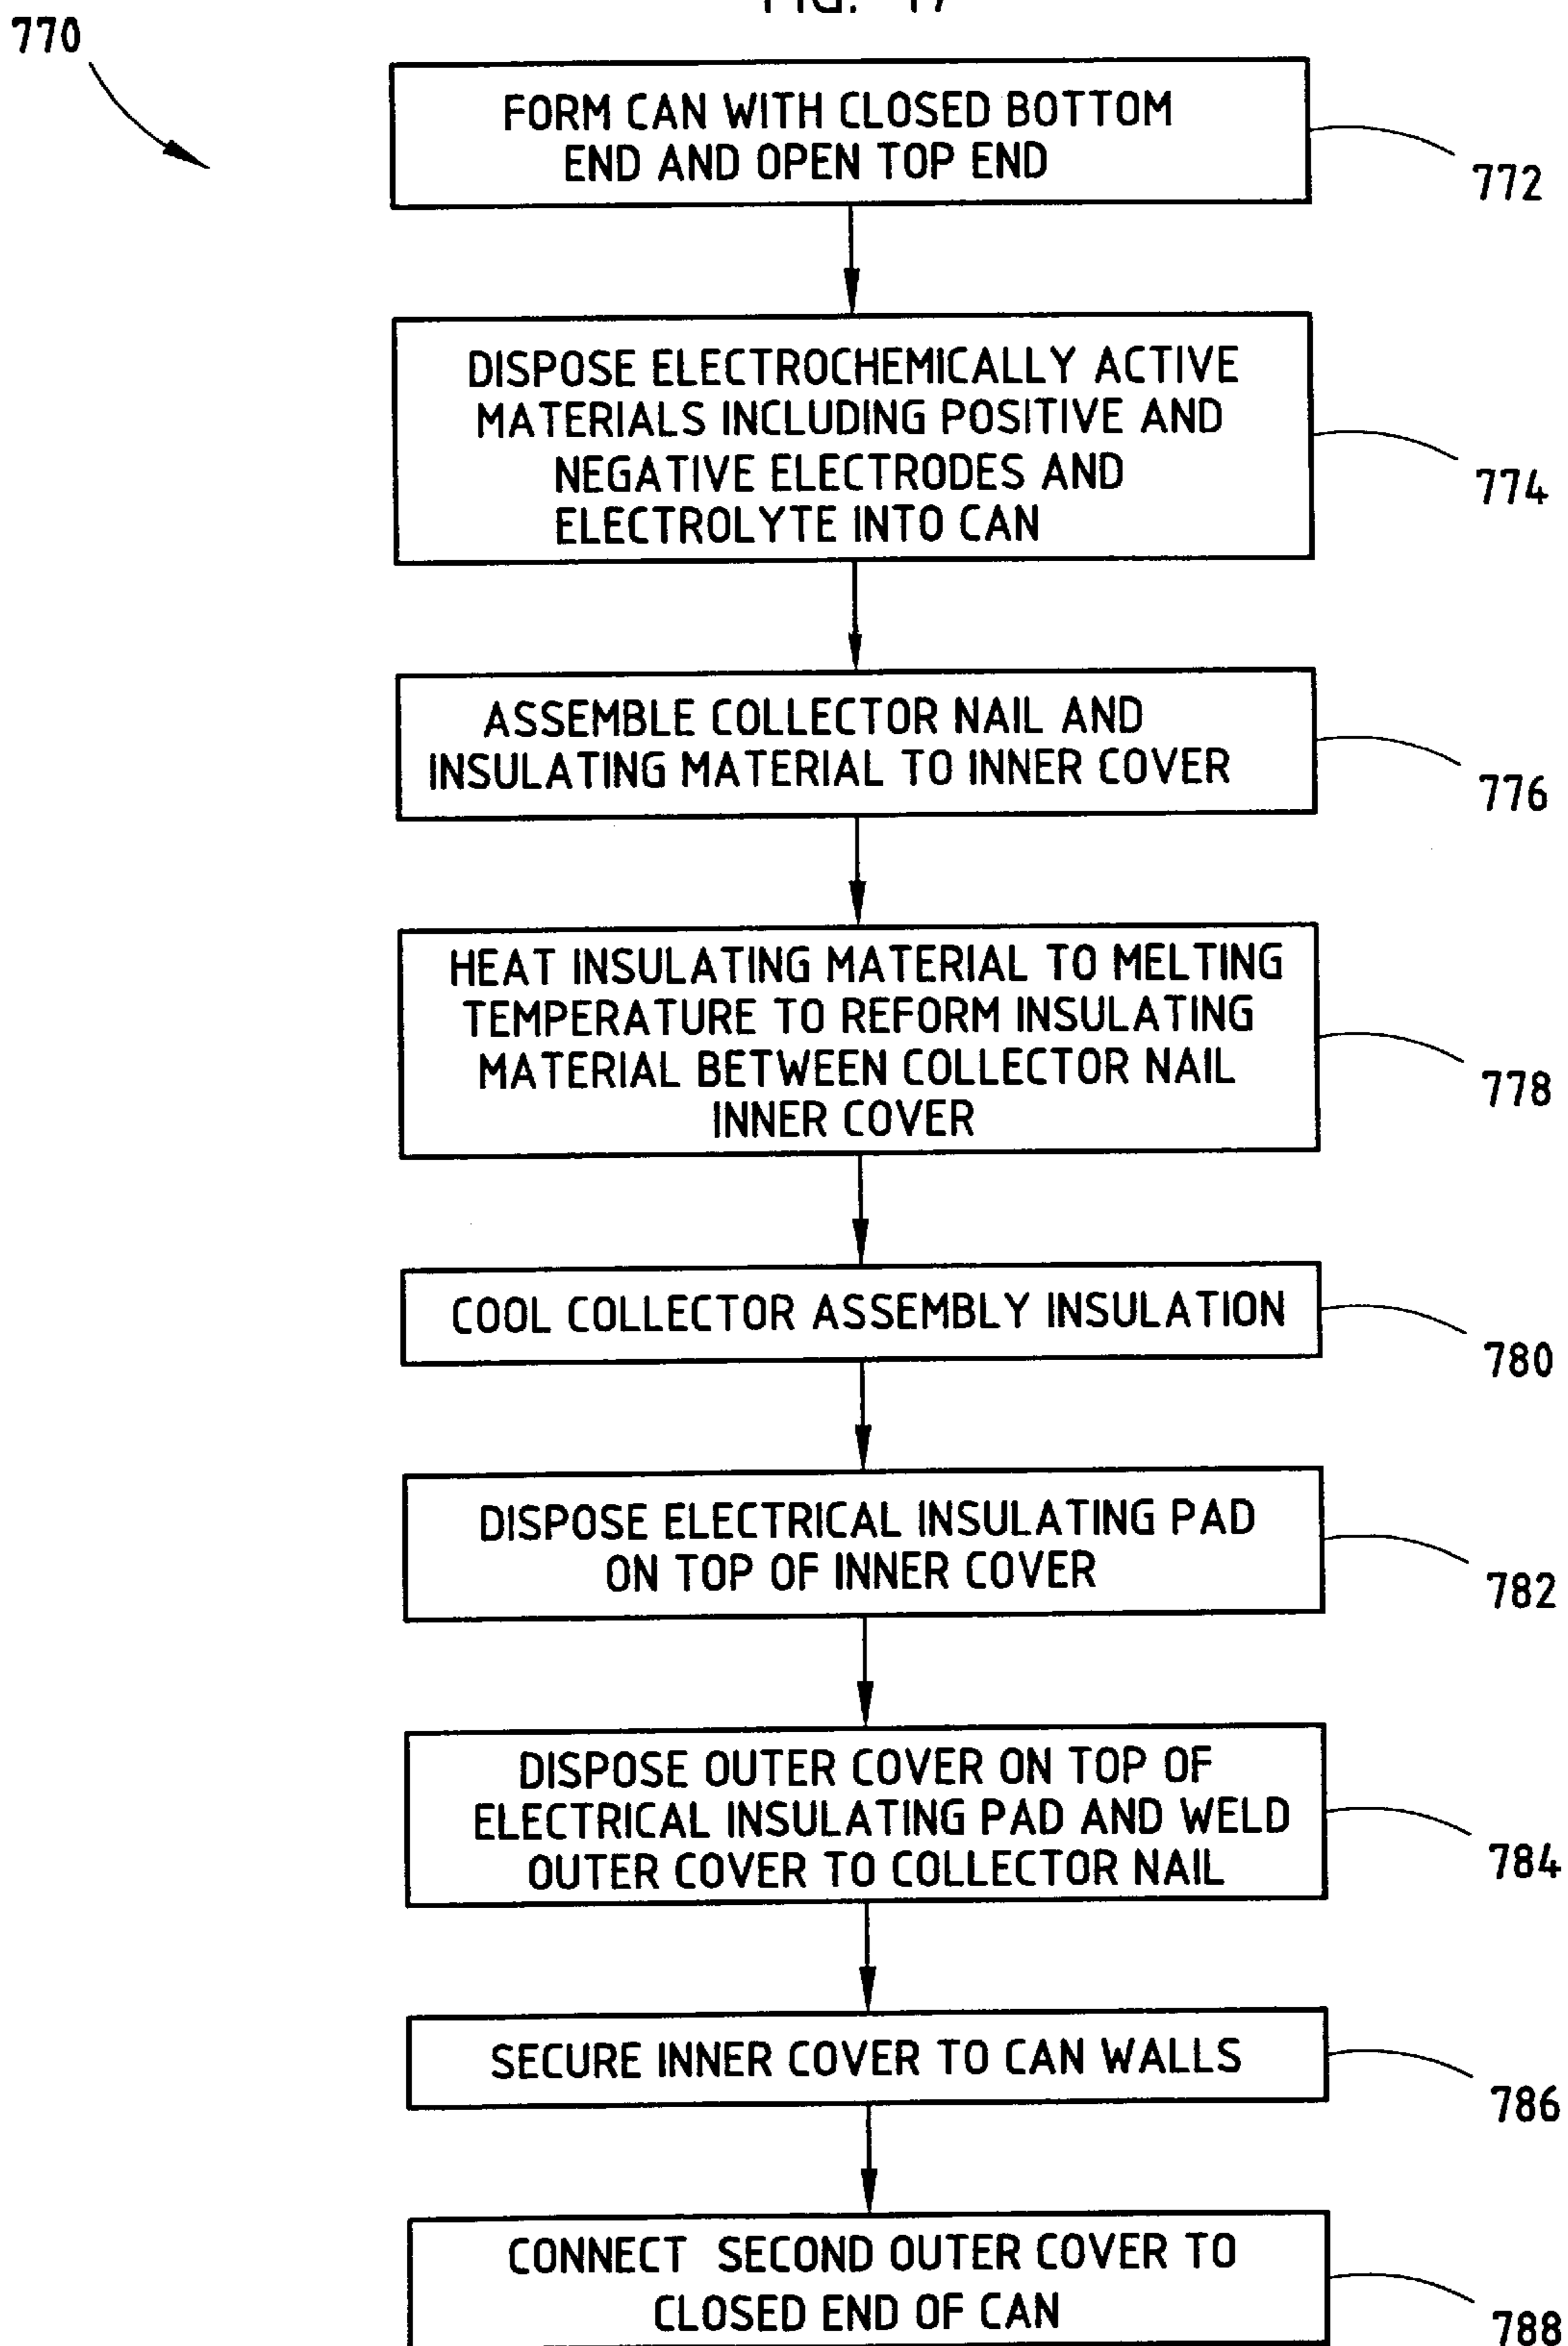 770
FORM CAN WITH CLOSED BOTTOM
END AND OPEN TOP END
772
DISPOSE ELECTROCHEMICALLY ACTIVE
MATERIALS INCLUDING POSITIVE AND
NEGATIVE ELECTRODES AND
ELECTROLYTE INTO CAN
774
ASSEMBLE COLLECTOR NAIL AND
INSULATING MATERIAL TO INNER COVER
776
HEAT INSULATING MATERIAL TO MELTING
TEMPERATURE TO REFORM INSULATING
MATERIAL BETWEEN COLLECTOR NAIL
INNER COVER
778
COOL COLLECTOR ASSEMBLY INSULATION
780
DISPOSE ELECTRICAL INSULATING PAD
ON TOP OF INNER COVER
782
DISPOSE OUTER COVER ON TOP OF
ELECTRICAL INSULATING PAD AND WELD
OUTER COVER TO COLLECTOR NAIL
784
SECURE INNER COVER TO CAN WALLS
786
CONNECT SECOND OUTER COVER TO
CLOSED END OF CAN
788